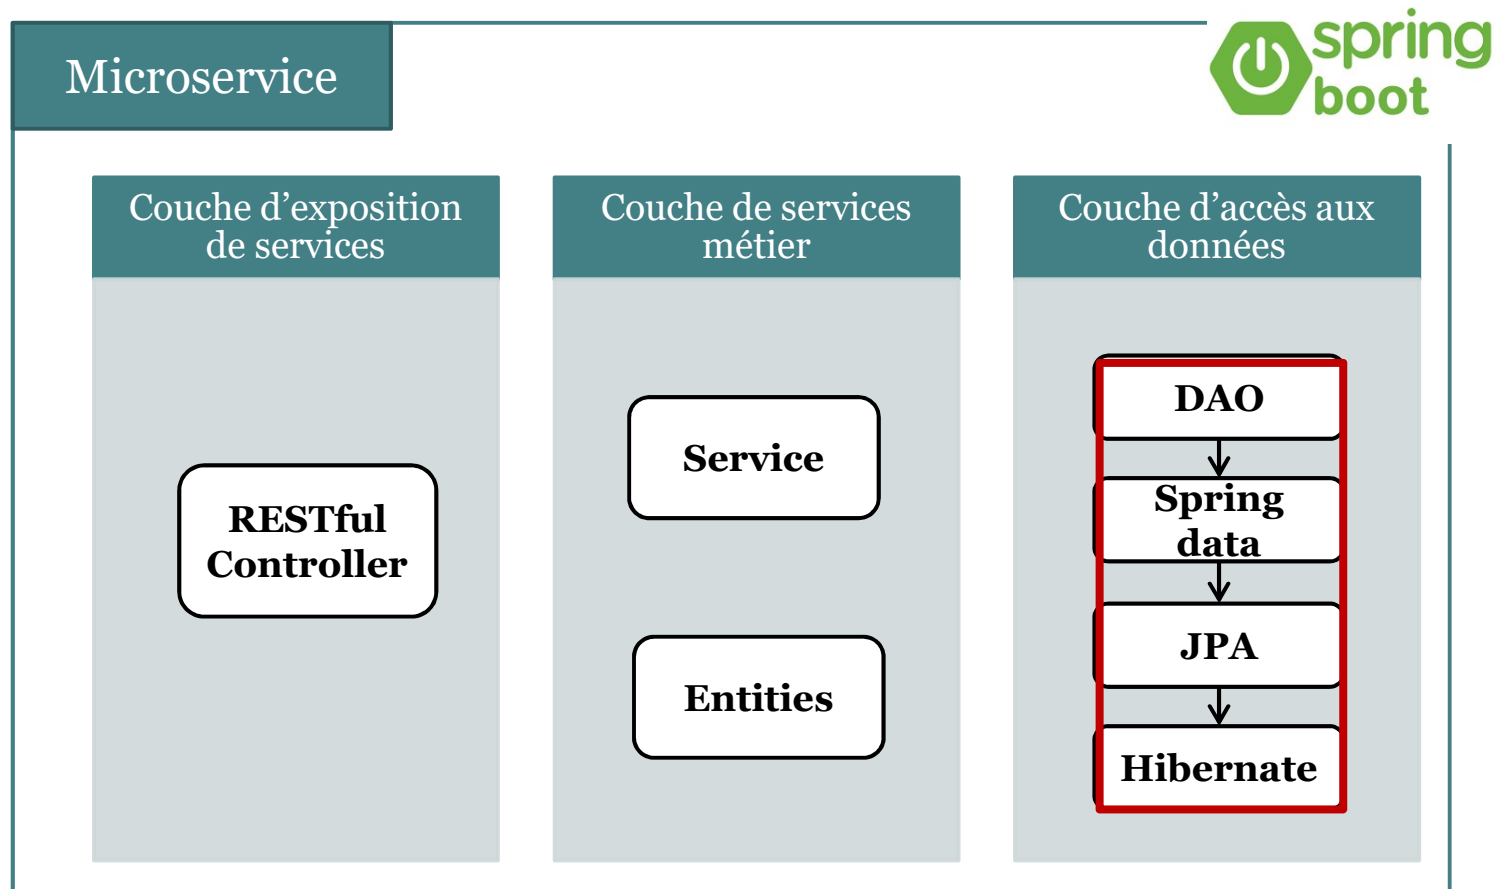 Microservice
spring
boot
Couche d’exposition
de services
Couche de services
métier
Couche d’accès aux
données
RESTful
Controller
Service
Entities
DAO
Spring
data
JPA
Hibernate